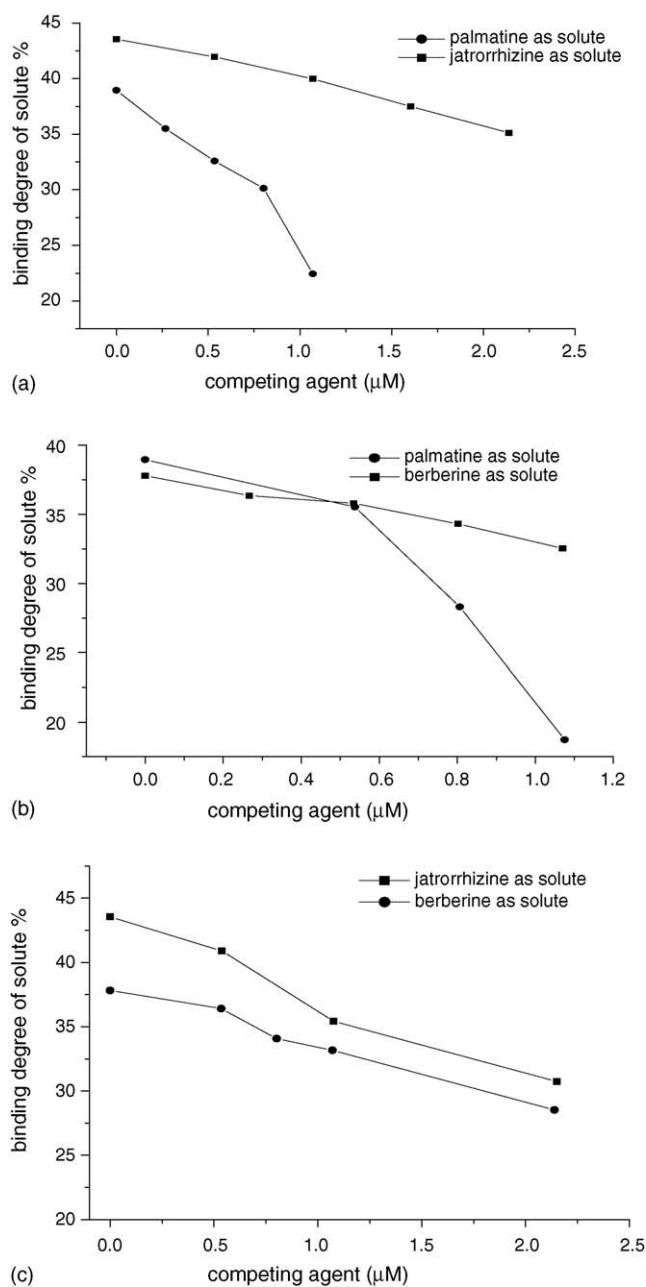 45
40
35
30
25
20
binding degree of solute %
palmatine as solute
jatrorrhizine as solute
0.0 0.5 1.0 1.5 2.0 2.5
(a)
competing agent (μM)
40
35
30
25
20
binding degree of solute %
palmatine as solute
berberine as solute
0.0 0.2 0.4 0.6 0.8 1.0 1.2
(b)
competing agent (μM)
45
40
35
30
25
20
binding degree of solute %
jatrorrhizine as solute
berberine as solute
0.0 0.5 1.0 1.5 2.0 2.5
(c)
competing agent (μM)